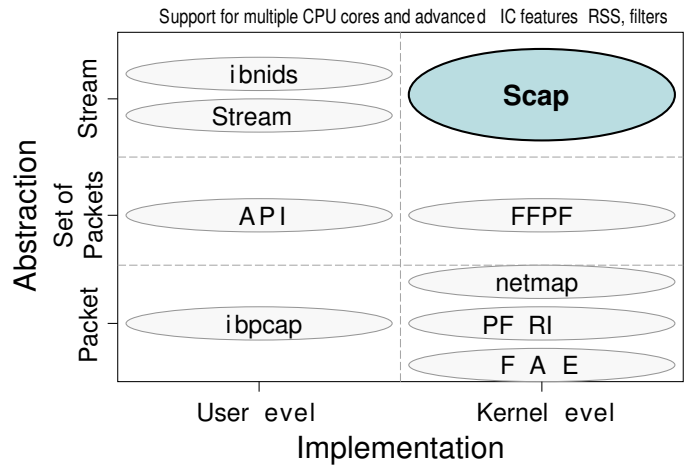 Support for multiple CPU cores and advanced IC features RSS, filters
Stream
ibnids
Stream
Scap
Abstraction
Set of
Packets
API
FFPF
Packet
ibpcap
netmap
PF RI
F A E
User evel
Kernel evel
Implementation